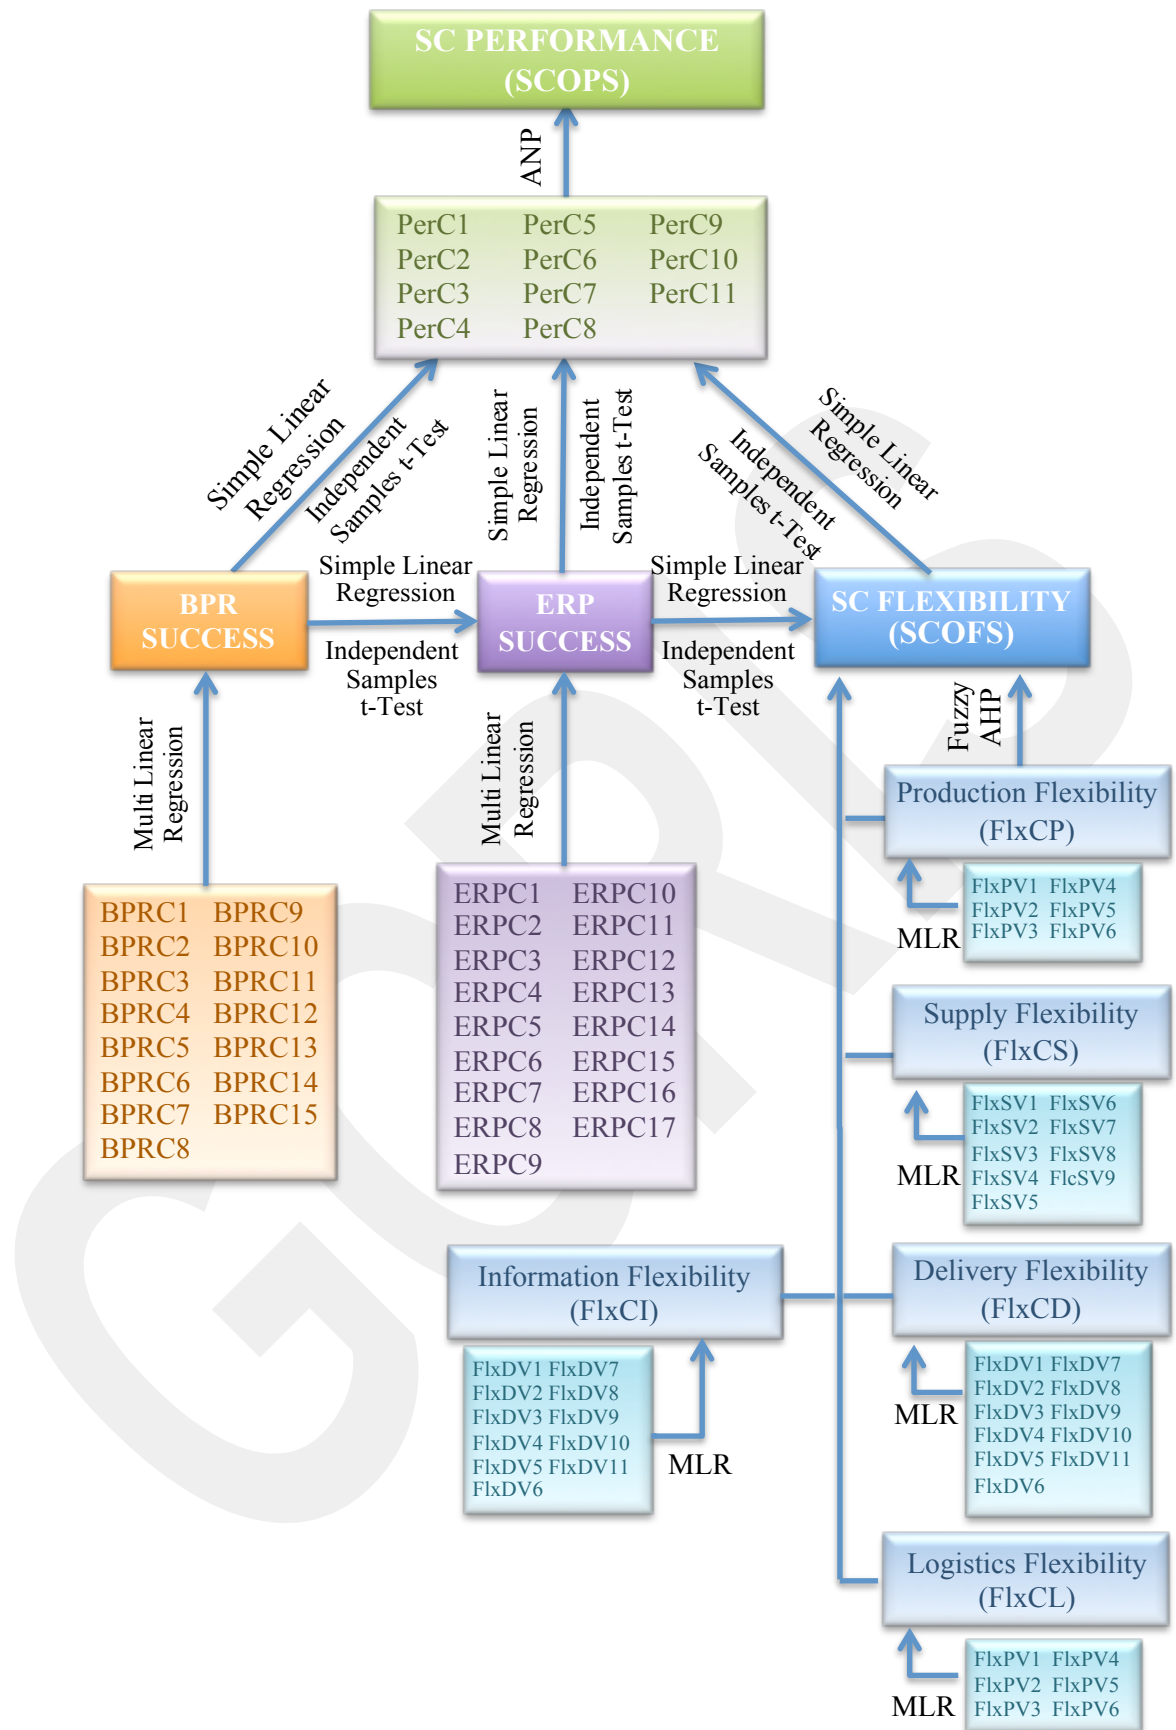 SC PERFORMANCE
(SCOPS)
ANP
PerC1 PerC5 PerC9
PerC2 PerC6 PerC10
PerC3 PerC7 PerC11
PerC4 PerC8
Simple Linear
Regression
Independent
Samples t-Test
Simple Linear
Regression
Independent
Samples t-Test
Simple Linear
Regression
Independent
Samples t-Test
BPR
SUCCESS
Simple Linear
Regression
Independent
Samples
t-Test
ERP
SUCCESS
Simple Linear
Regression
Independent
Samples
t-Test
SC FLEXIBILITY
(SCOFS)
Multi Linear
Regression
Multi Linear
Regression
Fuzzy
AHP
BPRC1 BPRC9
BPRC2 BPRC10
BPRC3 BPRC11
BPRC4 BPRC12
BPRC5 BPRC13
BPRC6 BPRC14
BPRC7 BPRC15
BPRC8
ERPC1 ERPC10
ERPC2 ERPC11
ERPC3 ERPC12
ERPC4 ERPC13
ERPC5 ERPC14
ERPC6 ERPC15
ERPC7 ERPC16
ERPC8 ERPC17
ERPC9
Production Flexibility
(FlxCP)
FlxPV1 FlxPV4
FlxPV2 FlxPV5
FlxPV3 FlxPV6
MLR
Supply Flexibility
(FlxCS)
FlxSV1 FlxSV6
FlxSV2 FlxSV7
FlxSV3 FlxSV8
FlxSV4 FlcSV9
FlxSV5
MLR
Information Flexibility
(FlxCI)
FlxDV1 FlxDV7
FlxDV2 FlxDV8
FlxDV3 FlxDV9
FlxDV4 FlxDV10
FlxDV5 FlxDV11
FlxDV6
MLR
Delivery Flexibility
(FlxCD)
FlxDV1 FlxDV7
FlxDV2 FlxDV8
FlxDV3 FlxDV9
FlxDV4 FlxDV10
FlxDV5 FlxDV11
FlxDV6
MLR
Logistics Flexibility
(FlxCL)
FlxPV1 FlxPV4
FlxPV2 FlxPV5
FlxPV3 FlxPV6
MLR